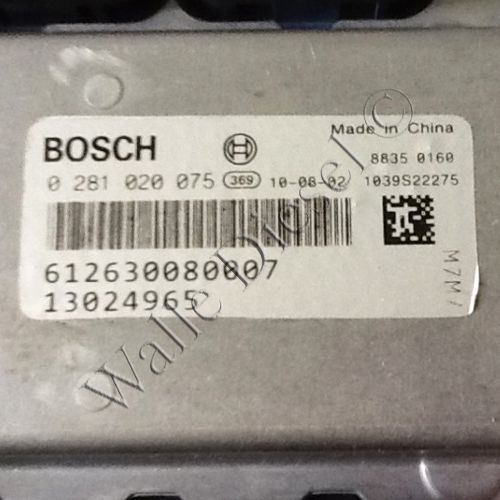 Made in China
BOSCH
8835 0160
0 281 020 075 369 10-08-02 1039S22275
612630080007
13024965
M7M/
Walle Diesel ©